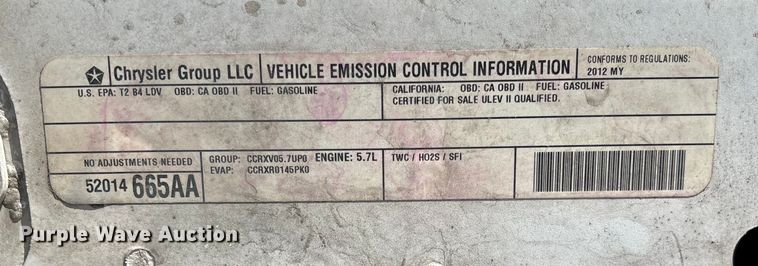 Chrysler Group LLC VEHICLE EMISSION CONTROL INFORMATION CONFORMS TO REGULATIONS:
2012 MY
U.S. EPA: T2 B4 LDV OBD: CA OBD II FUEL: GASOLINE
CALIFORNIA: OBD: CA OBD II FUEL: GASOLINE
CERTIFIED FOR SALE ULEV II QUALIFIED.
NO ADJUSTMENTS NEEDED
52014 665AA
GROUP: CCRXV05.7UP0 ENGINE: 5.7L
EVAP: CCRXR0145PK0
TWC / HO2S / SFI
Purple Wave Auction